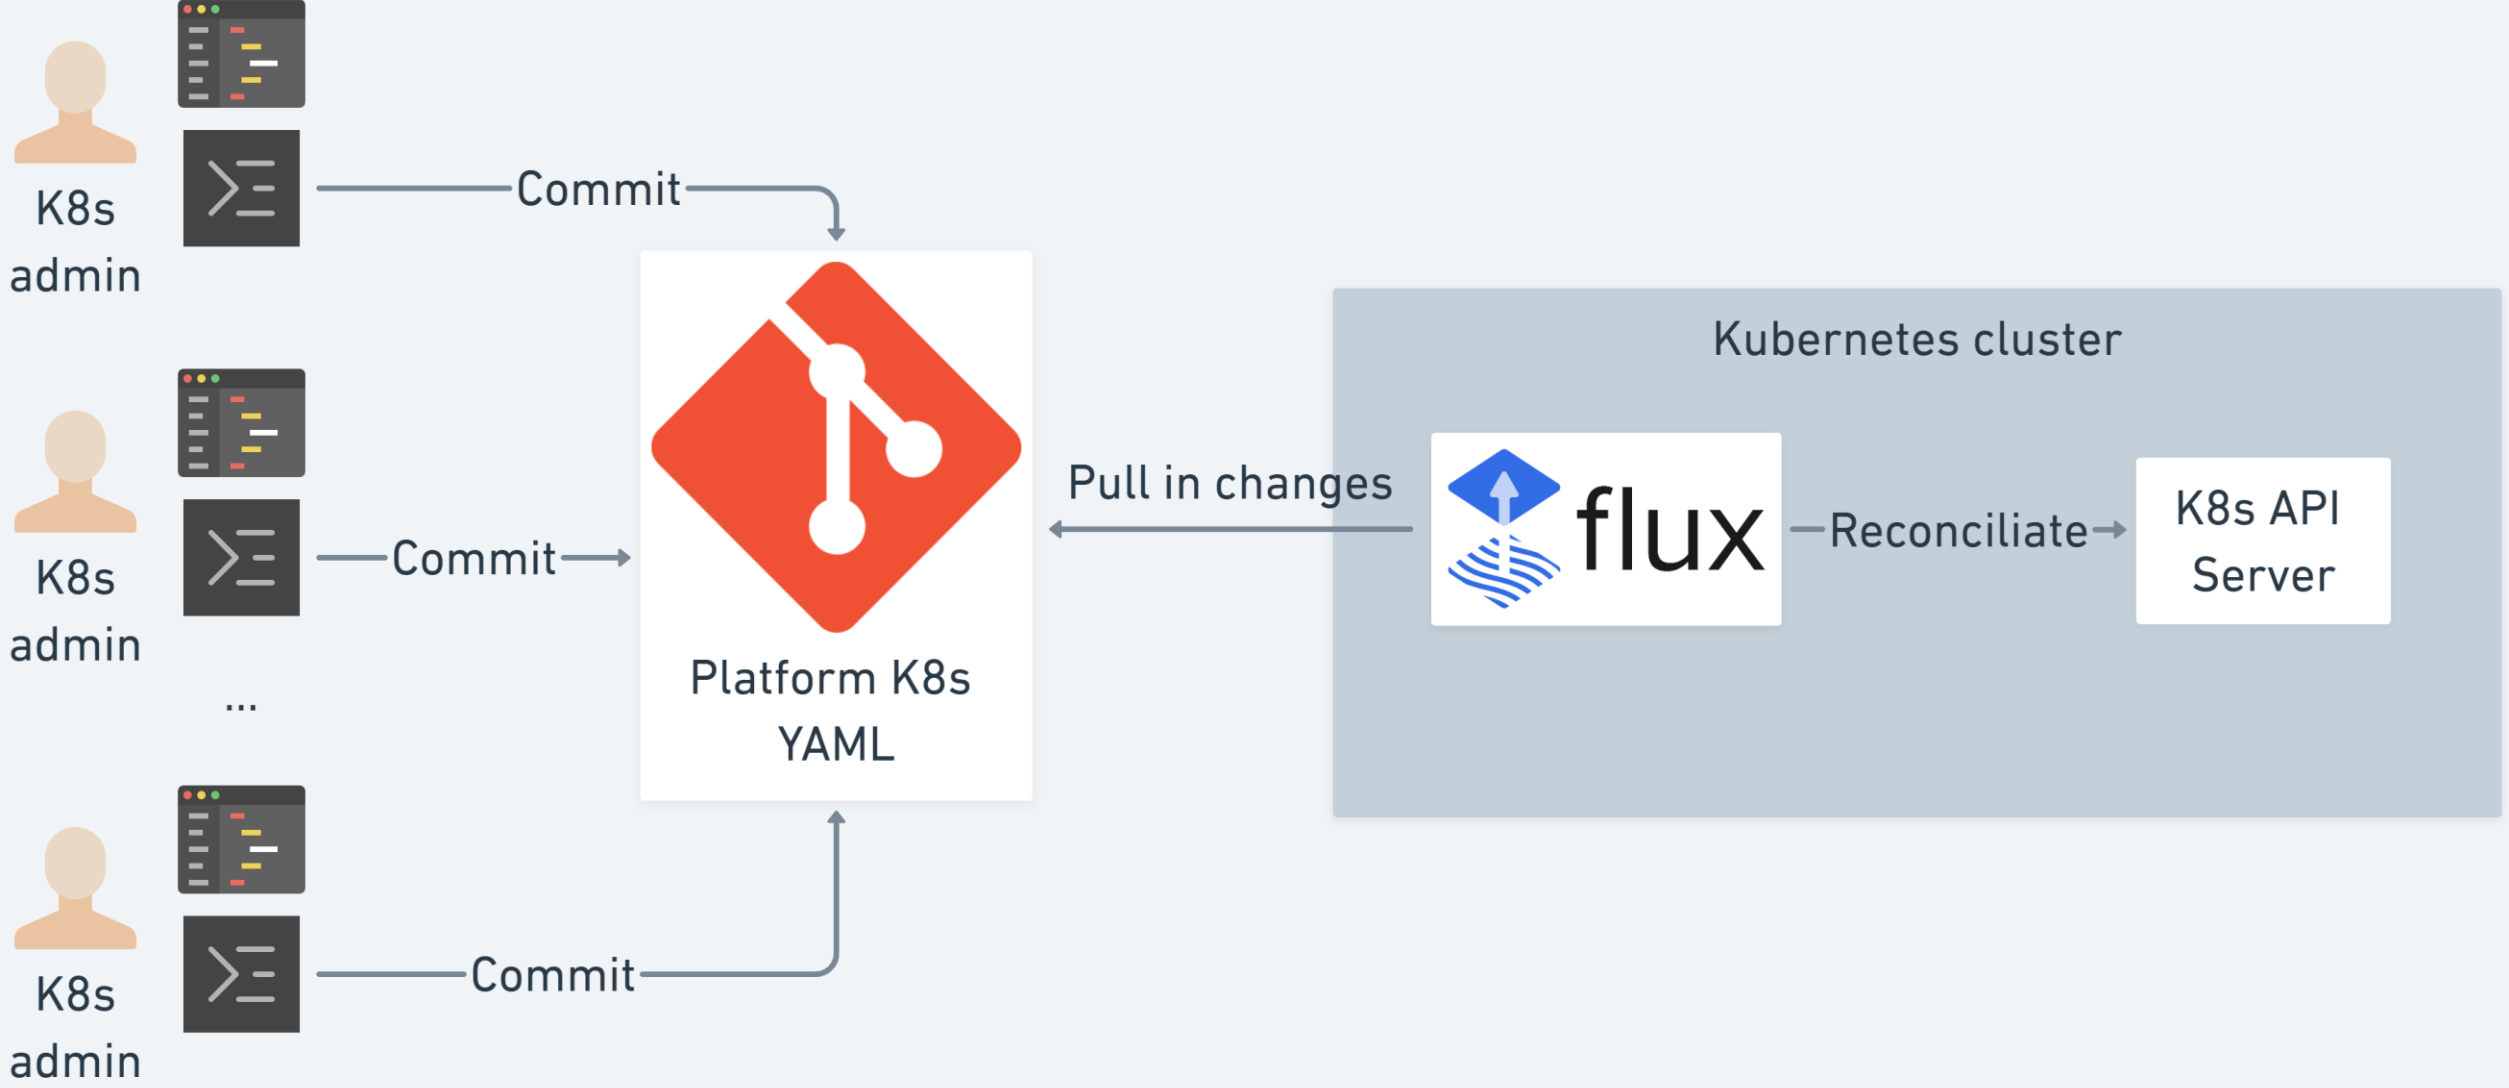 K8s
admin
Commit
K8s
admin
Commit
...
K8s
admin
Commit
Platform K8s
YAML
Pull in changes
Kubernetes cluster
flux
Reconciliate
K8s API
Server